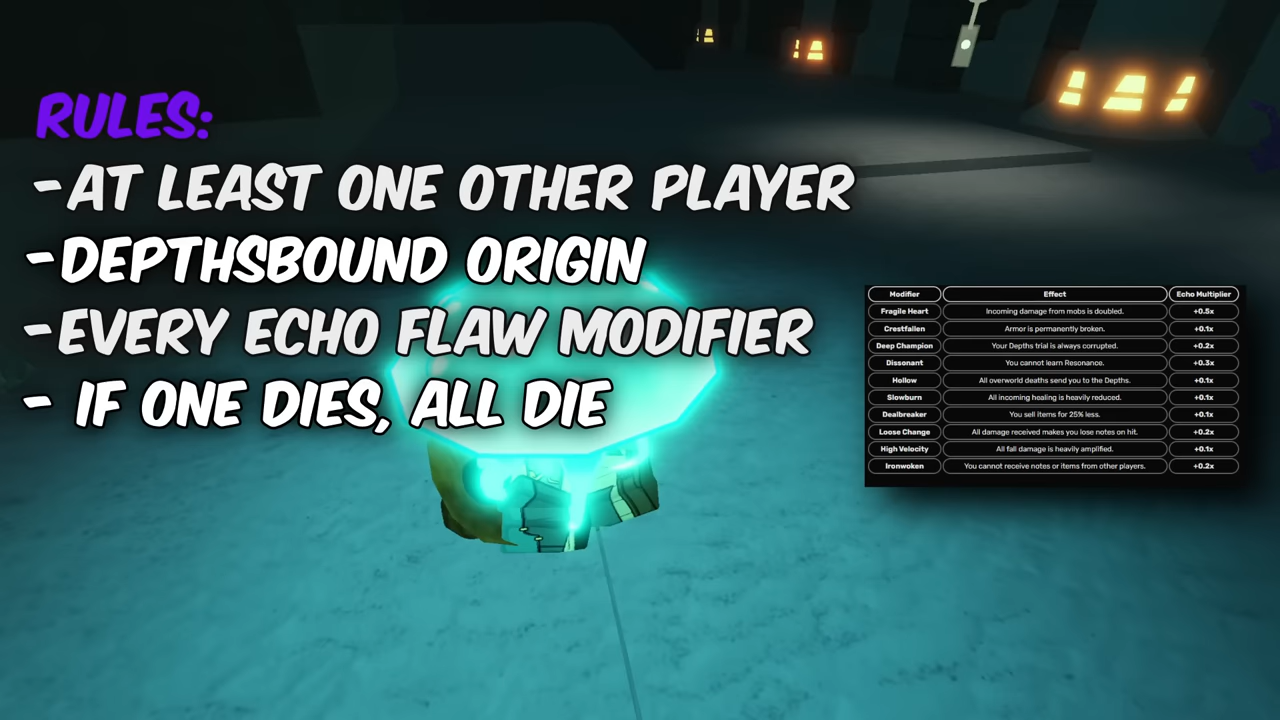 RULES:
-AT LEAST ONE OTHER PLAYER
-DEPTHSBOUND ORIGIN
-EVERY ECHO FLAW MODIFIER
- IF ONE DIES, ALL DIE
Modifier Effect Echo Multiplier
Fragile Heart Incoming damage from mobs is doubled. +0.5x
Crestfallen Armor is permanently broken. +0.1x
Deep Champion Your Depths trial is always corrupted. +0.2x
Dissonant You cannot learn Resonance. +0.3x
Hollow All overworld deaths send you to the Depths. +0.1x
Slowburn All incoming healing is heavily reduced. +0.1x
Dealbreaker You sell items for 25% less. +0.1x
Loose Change All damage received makes you lose notes on hit. +0.2x
High Velocity All fall damage is heavily amplified. +0.1x
Ironwoken You cannot receive notes or items from other players. +0.2x